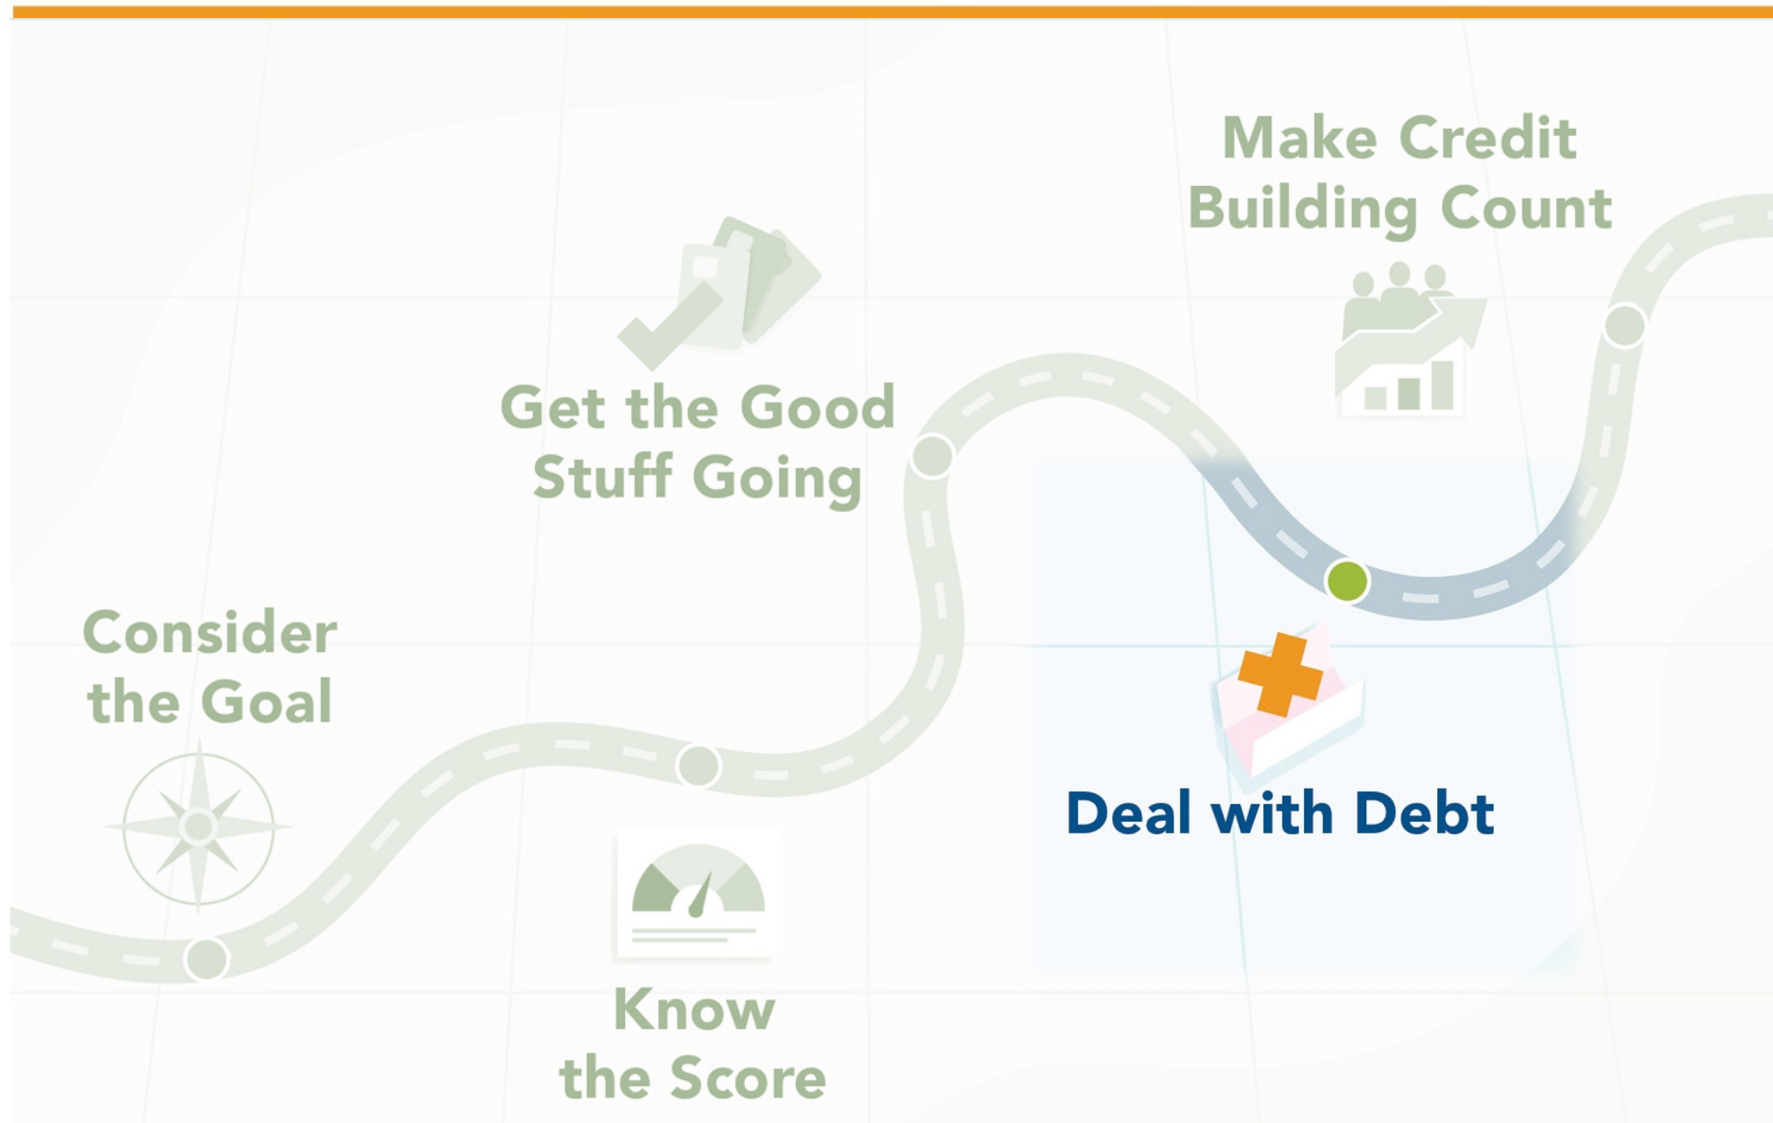 Make Credit
Building Count
Get the Good
Stuff Going
Consider
the Goal
Deal with Debt
Know
the Score